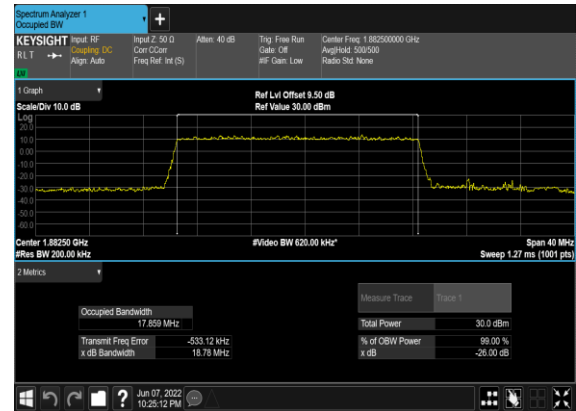 Spectrum Analyzer 1
Occupied BW
+
KEYSIGHT Input: RF Input Z: 50 Ω Atten: 40 dB Trig: Free Run Center Freq: 1.882500000 GHz
RLT Coupling: DC Corr CCorr Gate: Off Avg|Hold: 500/500
Align: Auto Freq Ref: Int (S) #IF Gain: Low Radio Std: None
1 Graph
Ref Lvl Offset 9.50 dB
Scale/Div 10.0 dB Ref Value 30.00 dBm
Log
20.0
10.0
0.00
-10.0
-20.0
-30.0
-40.0
-50.0
-60.0
Center 1.88250 GHz #Video BW 620.00 kHz* Span 40 MHz
#Res BW 200.00 kHz Sweep 1.27 ms (1001 pts)
2 Metrics
Measure Trace Trace 1
Occupied Bandwidth
17.859 MHz Total Power 30.0 dBm
Transmit Freq Error -533.12 kHz % of OBW Power 99.00 %
x dB Bandwidth 18.78 MHz x dB -26.00 dB
? Jun 07, 2022
10:25:12 PM